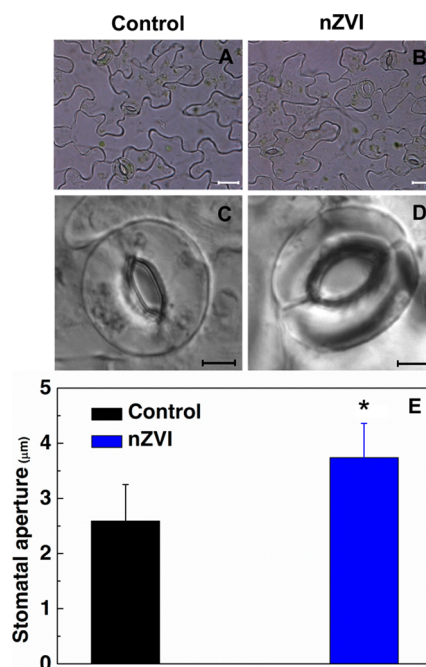 Control nZVI
A B
C D
E
Control
nZVI
*
Stomatal aperture (μm)
5
4
3
2
1
0